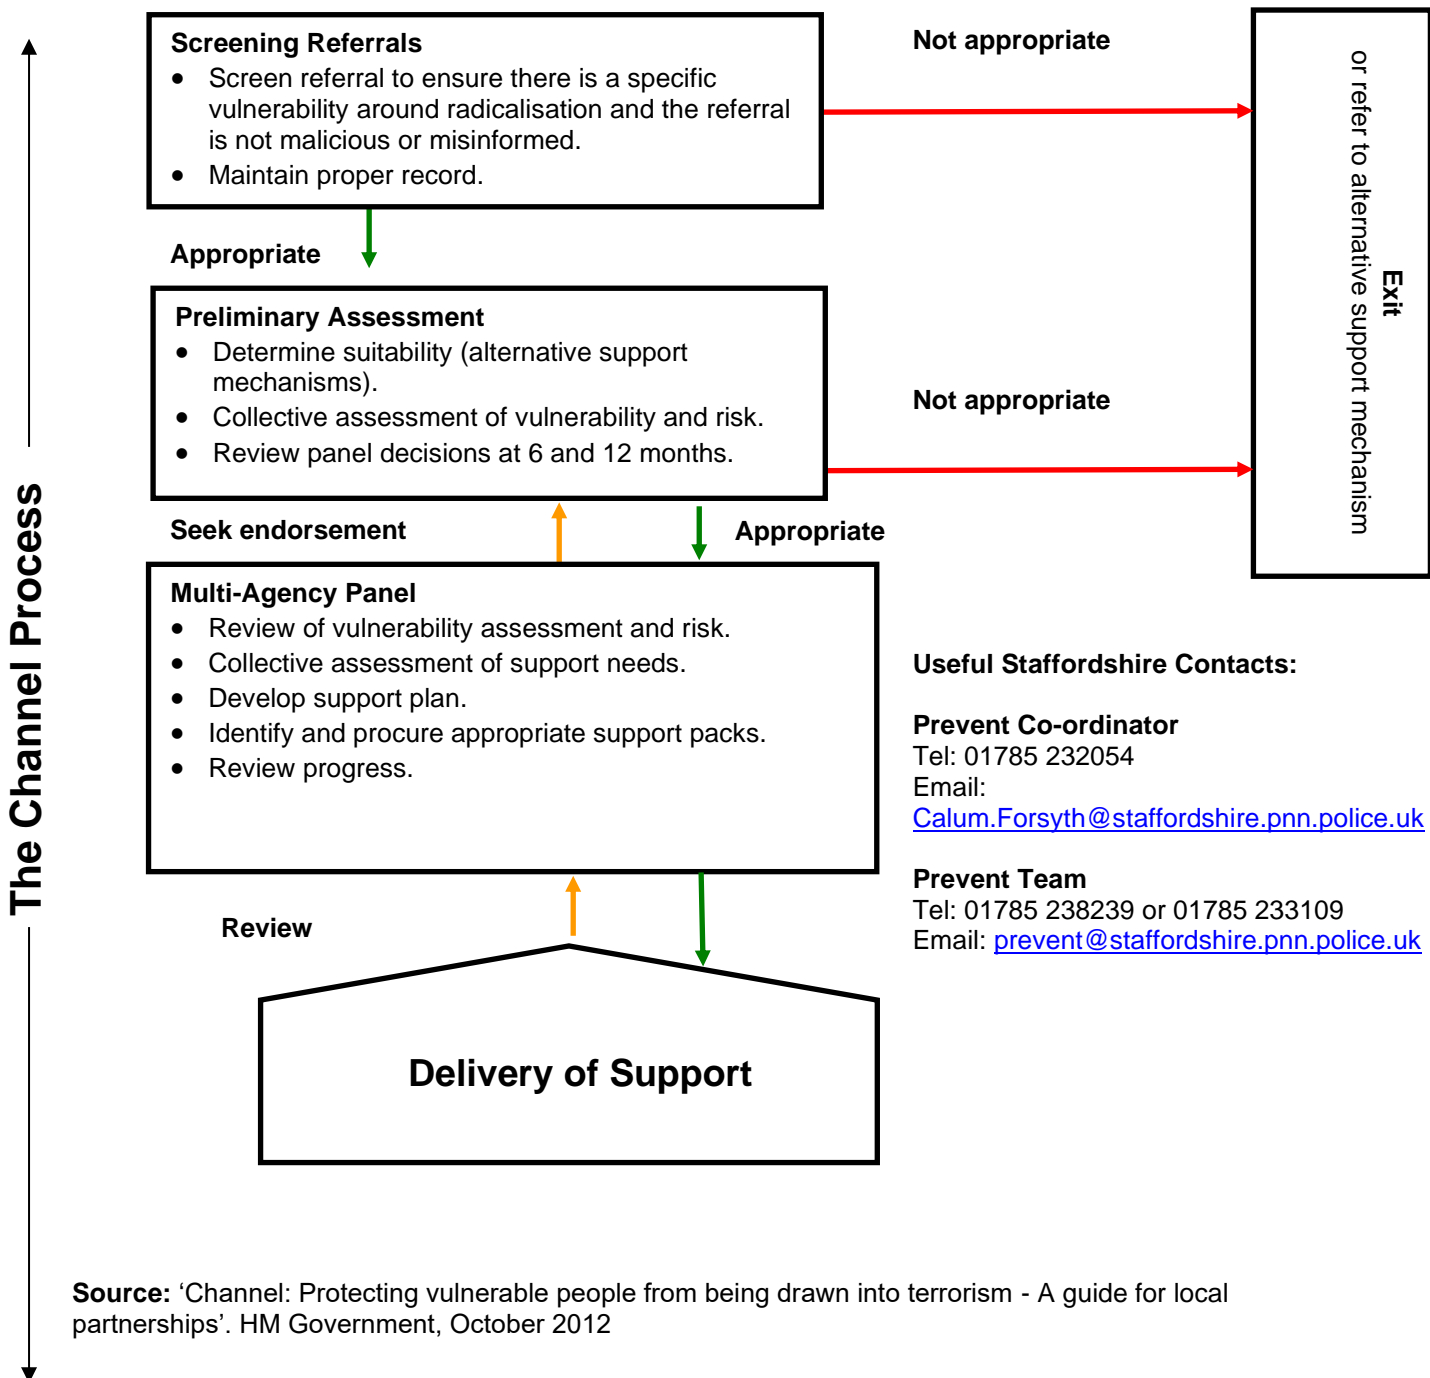 The Channel Process
Screening Referrals
• Screen referral to ensure there is a specific
vulnerability around radicalisation and the referral
is not malicious or misinformed.
• Maintain proper record.
Not appropriate
Exit
or refer to alternative support mechanism
Appropriate
Preliminary Assessment
• Determine suitability (alternative support
mechanisms).
• Collective assessment of vulnerability and risk.
• Review panel decisions at 6 and 12 months.
Not appropriate
Seek endorsement
Appropriate
Multi-Agency Panel
• Review of vulnerability assessment and risk.
• Collective assessment of support needs.
• Develop support plan.
• Identify and procure appropriate support packs.
• Review progress.
Useful Staffordshire Contacts:
Prevent Co-ordinator
Tel: 01785 232054
Email:
Calum.Forsyth@staffordshire.pnn.police.uk
Prevent Team
Tel: 01785 238239 or 01785 233109
Email: prevent@staffordshire.pnn.police.uk
Review
Delivery of Support
Source: ‘Channel: Protecting vulnerable people from being drawn into terrorism - A guide for local
partnerships’. HM Government, October 2012